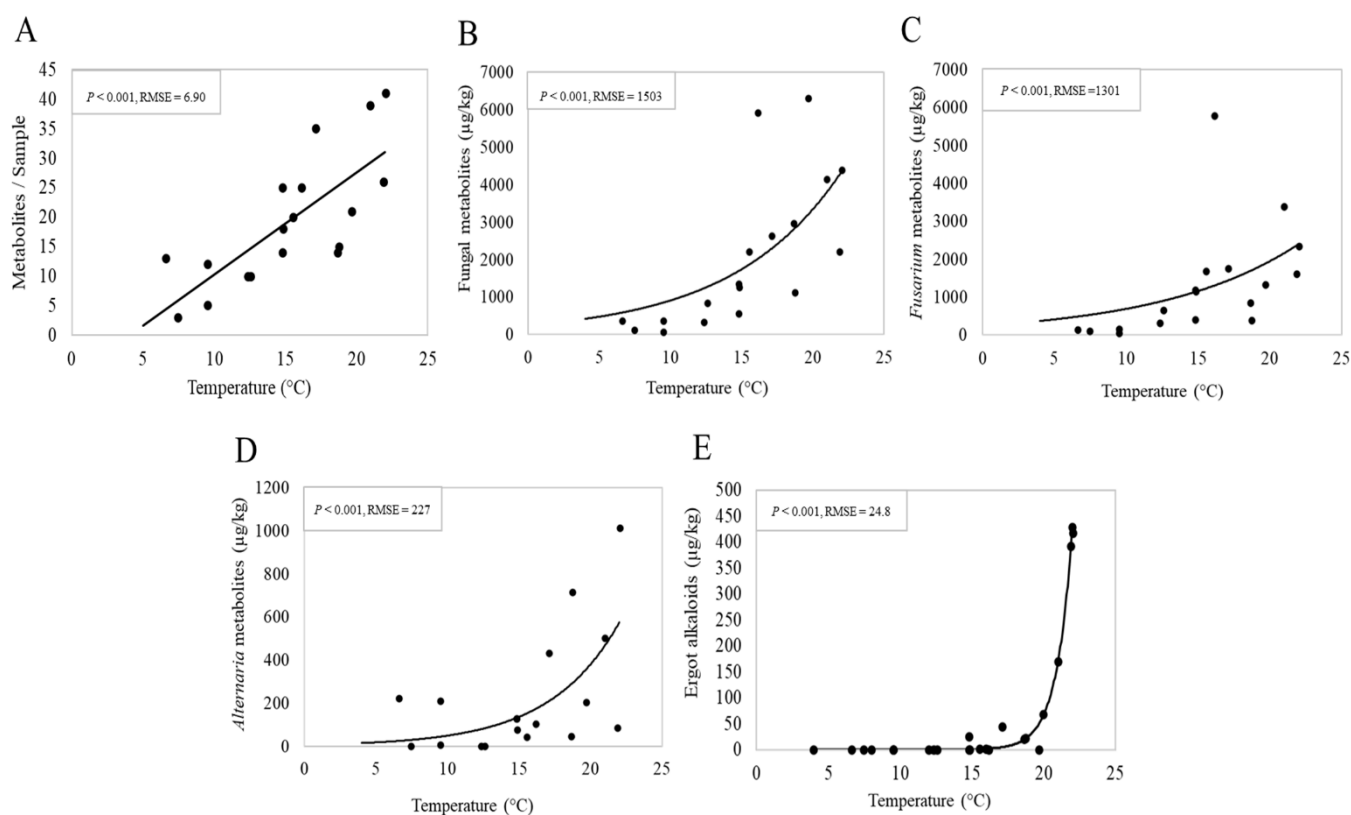 A
P < 0.001, RMSE = 6.90
Metabolites / Sample
45
40
35
30
25
20
15
10
5
0
0 5 10 15 20 25
Temperature (°C)
B
P < 0.001, RMSE = 1503
Fungal metabolites (µg/kg)
7000
6000
5000
4000
3000
2000
1000
0
0 5 10 15 20 25
Temperature (°C)
C
P < 0.001, RMSE =1301
Fusarium metabolites (µg/kg)
7000
6000
5000
4000
3000
2000
1000
0
0 5 10 15 20 25
Temperature (°C)
D
P < 0.001, RMSE = 227
Alternaria metabolites (µg/kg)
1200
1000
800
600
400
200
0
0 5 10 15 20 25
Temperature (°C)
E
P < 0.001, RMSE = 24.8
Ergot alkaloids (µg/kg)
500
450
400
350
300
250
200
150
100
50
0
0 5 10 15 20 25
Temperature (°C)